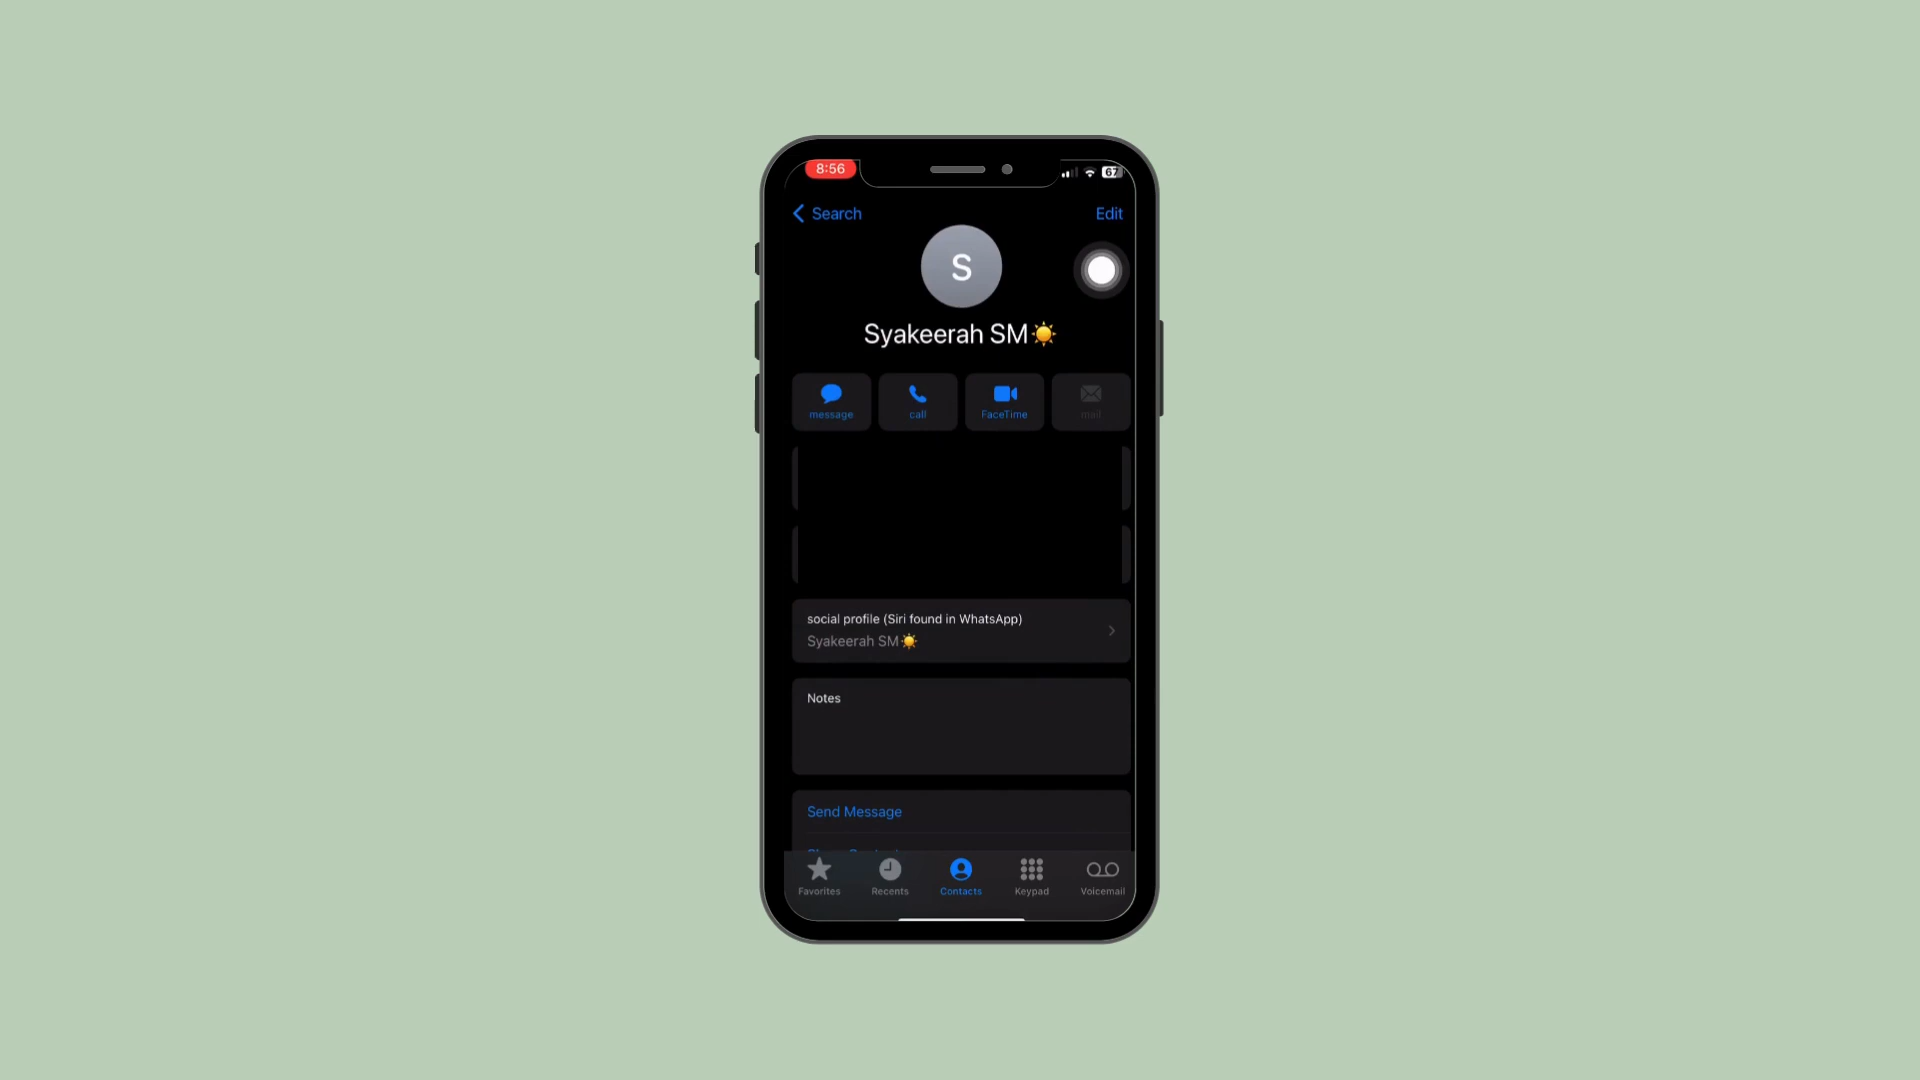 8:56
67
Search
Edit
S
Syakeerah SM☀️
message
call
FaceTime
mail
social profile (Siri found in WhatsApp)
Syakeerah SM☀️
Notes
Send Message
Favorites
Recents
Contacts
Keypad
Voicemail